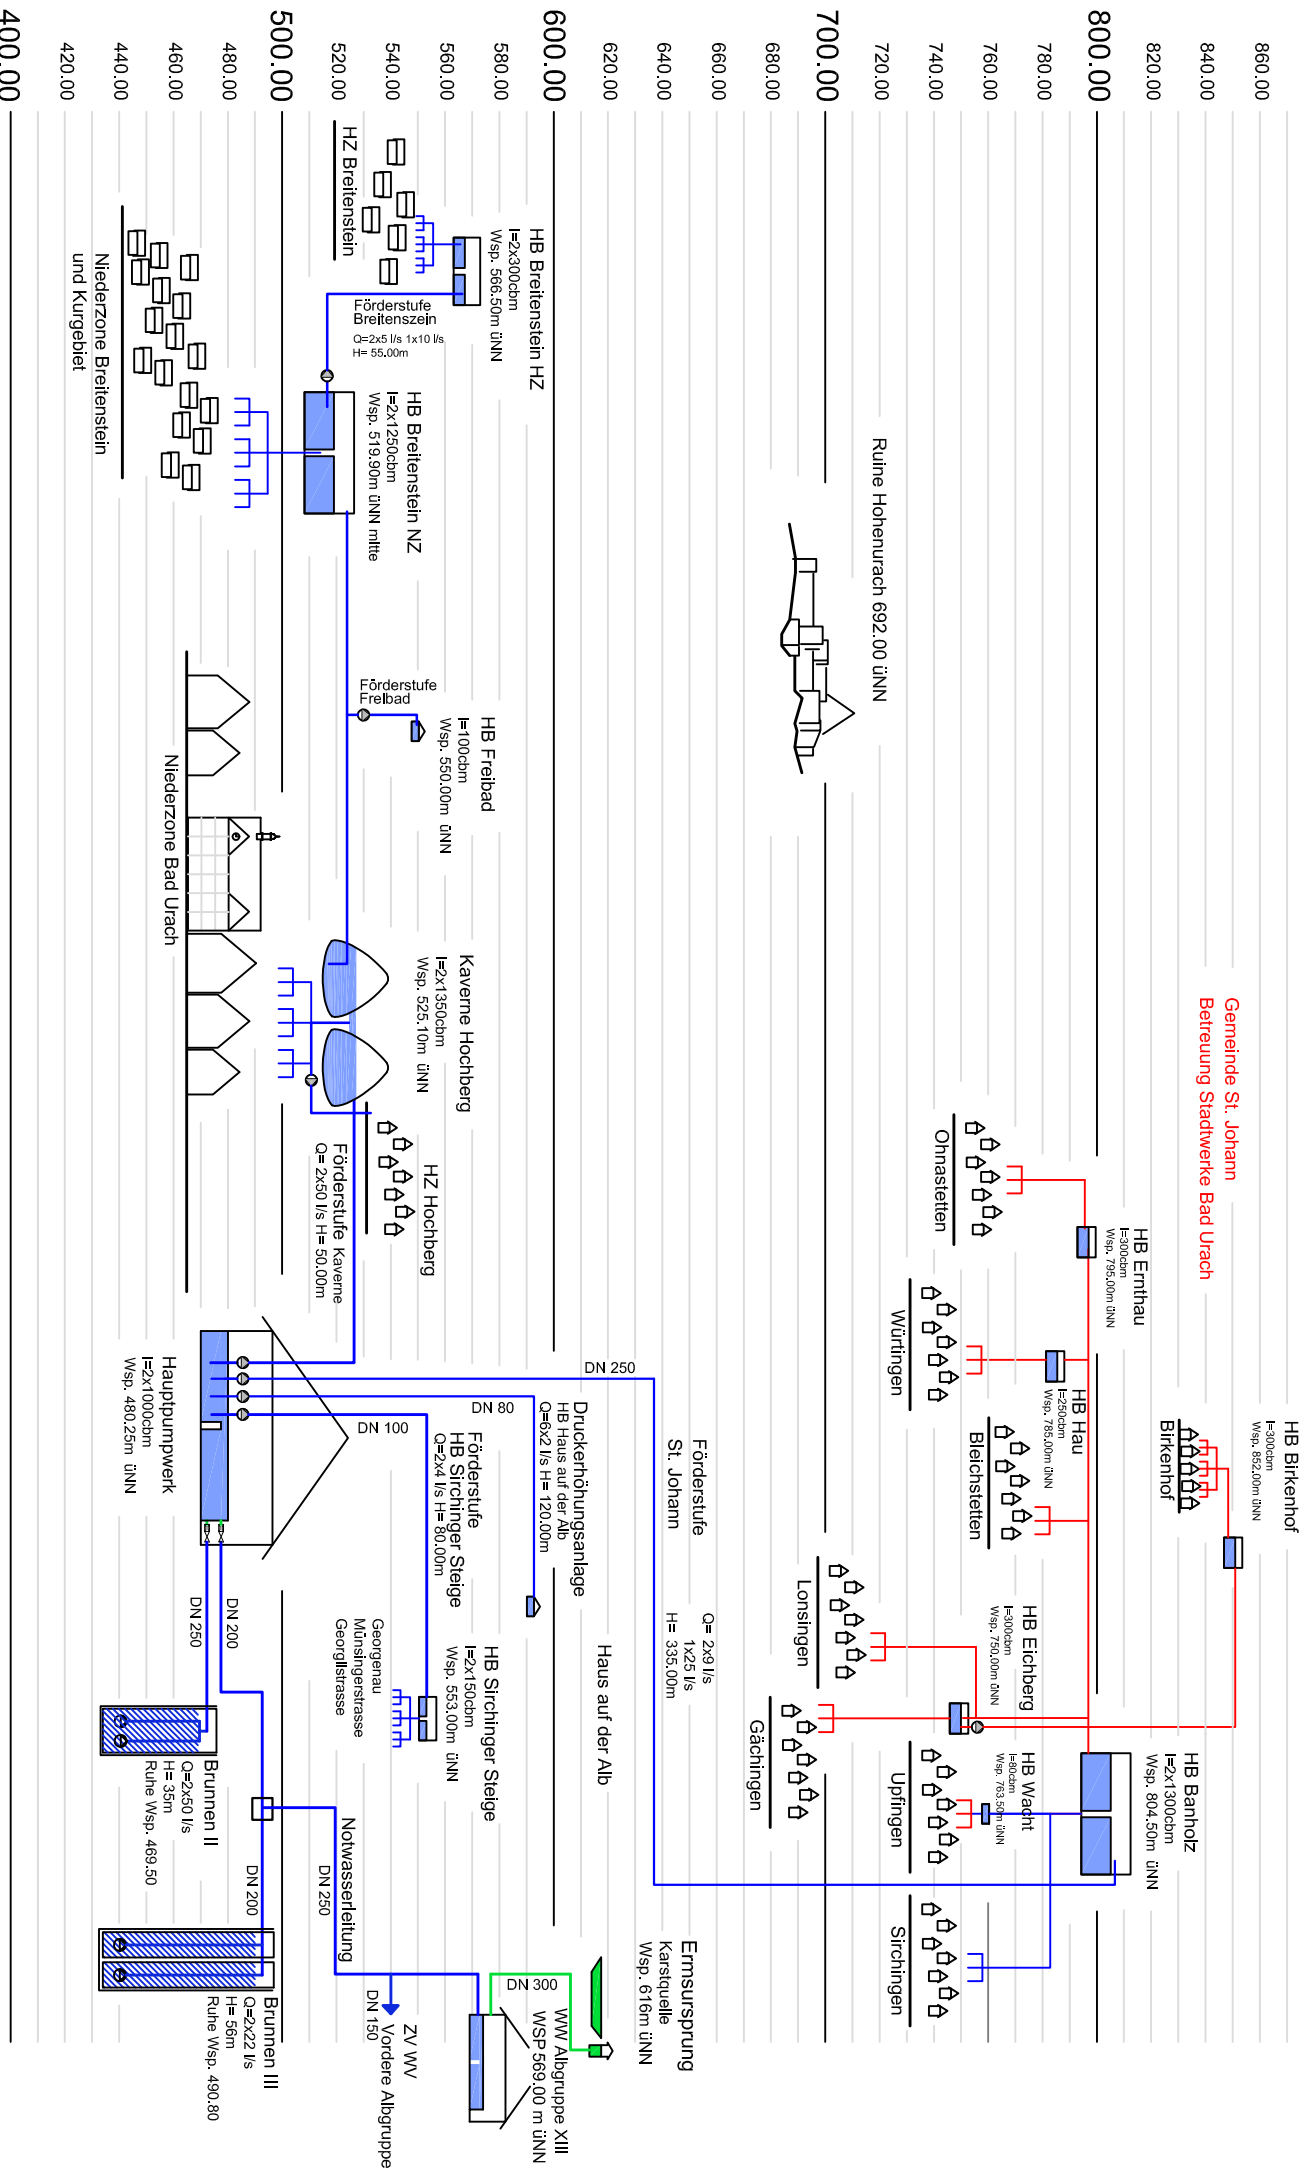 860.00
840.00
820.00
800.00
780.00
760.00
740.00
720.00
700.00
680.00
660.00
640.00
620.00
600.00
580.00
560.00
540.00
520.00
500.00
480.00
460.00
440.00
420.00
400.00
Gemeinde St. Johann
Betreuung Stadtwerke Bad Urach
HB Birkenhof
I=300cbm
Wsp. 852.00m üNN
Birkenhof
HB Ernthau
I=300cbm
Wsp. 795.00m üNN
Ohnastetten
HB Hau
I=250cbm
Wsp. 785.00m üNN
Würtingen
Bleichstetten
HB Eichberg
I=300cbm
Wsp. 750.00m üNN
Lonsingen
Gächingen
HB Banholz
I=2x1300cbm
Wsp. 804.50m üNN
HB Wacht
I=80cbm
Wsp. 763.50m üNN
Upfingen
Sirchingen
Ruine Hohenurach 692.00 üNN
HB Breitenstein HZ
I=2x300cbm
Wsp. 566.50m üNN
HZ Breitenstein
Förderstufe
Breitenszein
Q=2x5 l/s 1x10 l/s
H= 55.00m
HB Breitenstein NZ
I=2x1250cbm
Wsp. 519.90m üNN mitte
Niederzone Breitenstein
und Kurgebiet
Förderstufe
Freibad
HB Freibad
I=100cbm
Wsp. 550.00m üNN
Niederzone Bad Urach
Kaverne Hochberg
I=2x1350cbm
Wsp. 525.10m üNN
HZ Hochberg
Förderstufe Kaverne
Q= 2x50 l/s H= 50.00m
Hauptpumpwerk
I=2x1000cbm
Wsp. 480.25m üNN
DN 250
DN 80
DN 100
Förderstufe
St. Johann
Q= 2x9 l/s
1x25 l/s
H= 335.00m
Druckerhöhungsanlage
HB Haus auf der Alb
Q=6x2 l/s H= 120.00m
Haus auf der Alb
Förderstufe
HB Sirchinger Steige
Q=2x4 l/s H= 80.00m
HB Sirchinger Steige
I=2x150cbm
Wsp. 553.00m üNN
Georgenau
Münsingerstrasse
Georgiistrasse
DN 200
DN 250
Brunnen II
Q=2x50 l/s
H= 35m
Ruhe Wsp. 469.50
DN 200
Notwasserleitung
DN 250
Brunnen III
Q=2x22 l/s
H= 56m
Ruhe Wsp. 490.80
ZV WV
Vordere Albgruppe
DN 150
DN 300
WW Albgruppe XIII
WSP 569.00 m üNN
Ermsursprung
Karstquelle
Wsp. 616m üNN